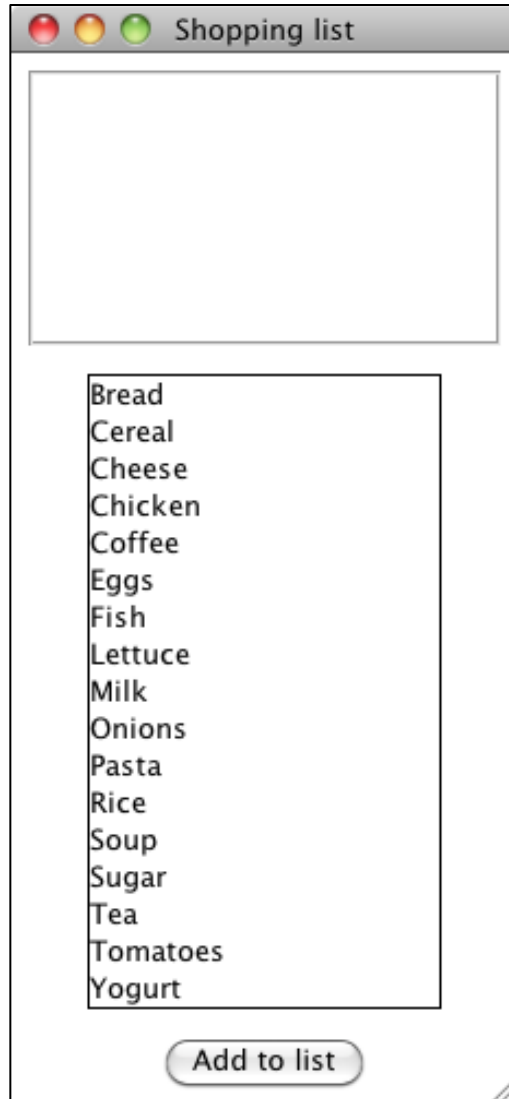 Shopping list
Bread
Cereal
Cheese
Chicken
Coffee
Eggs
Fish
Lettuce
Milk
Onions
Pasta
Rice
Soup
Sugar
Tea
Tomatoes
Yogurt
Add to list